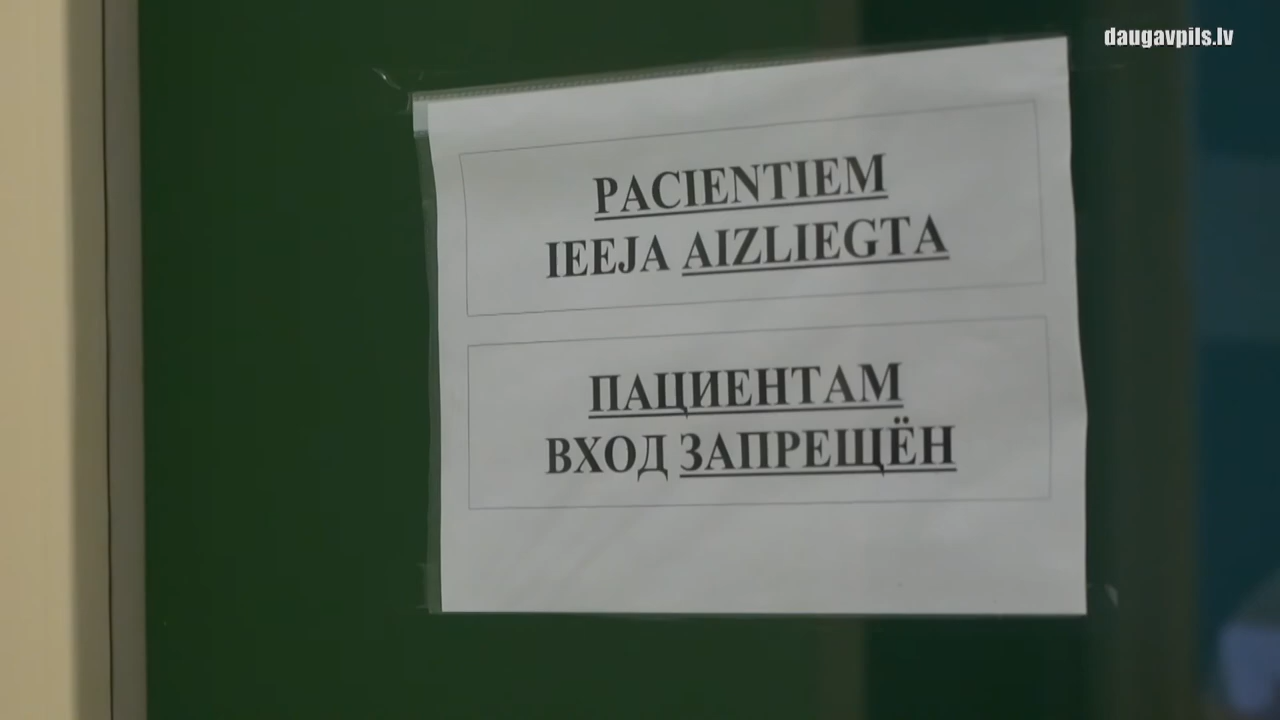 daugavpils.lv
PACIENTIEM
IEEJA AIZLIEGTA
ПАЦИЕНТАМ
ВХОД ЗАПРЕЩЁН